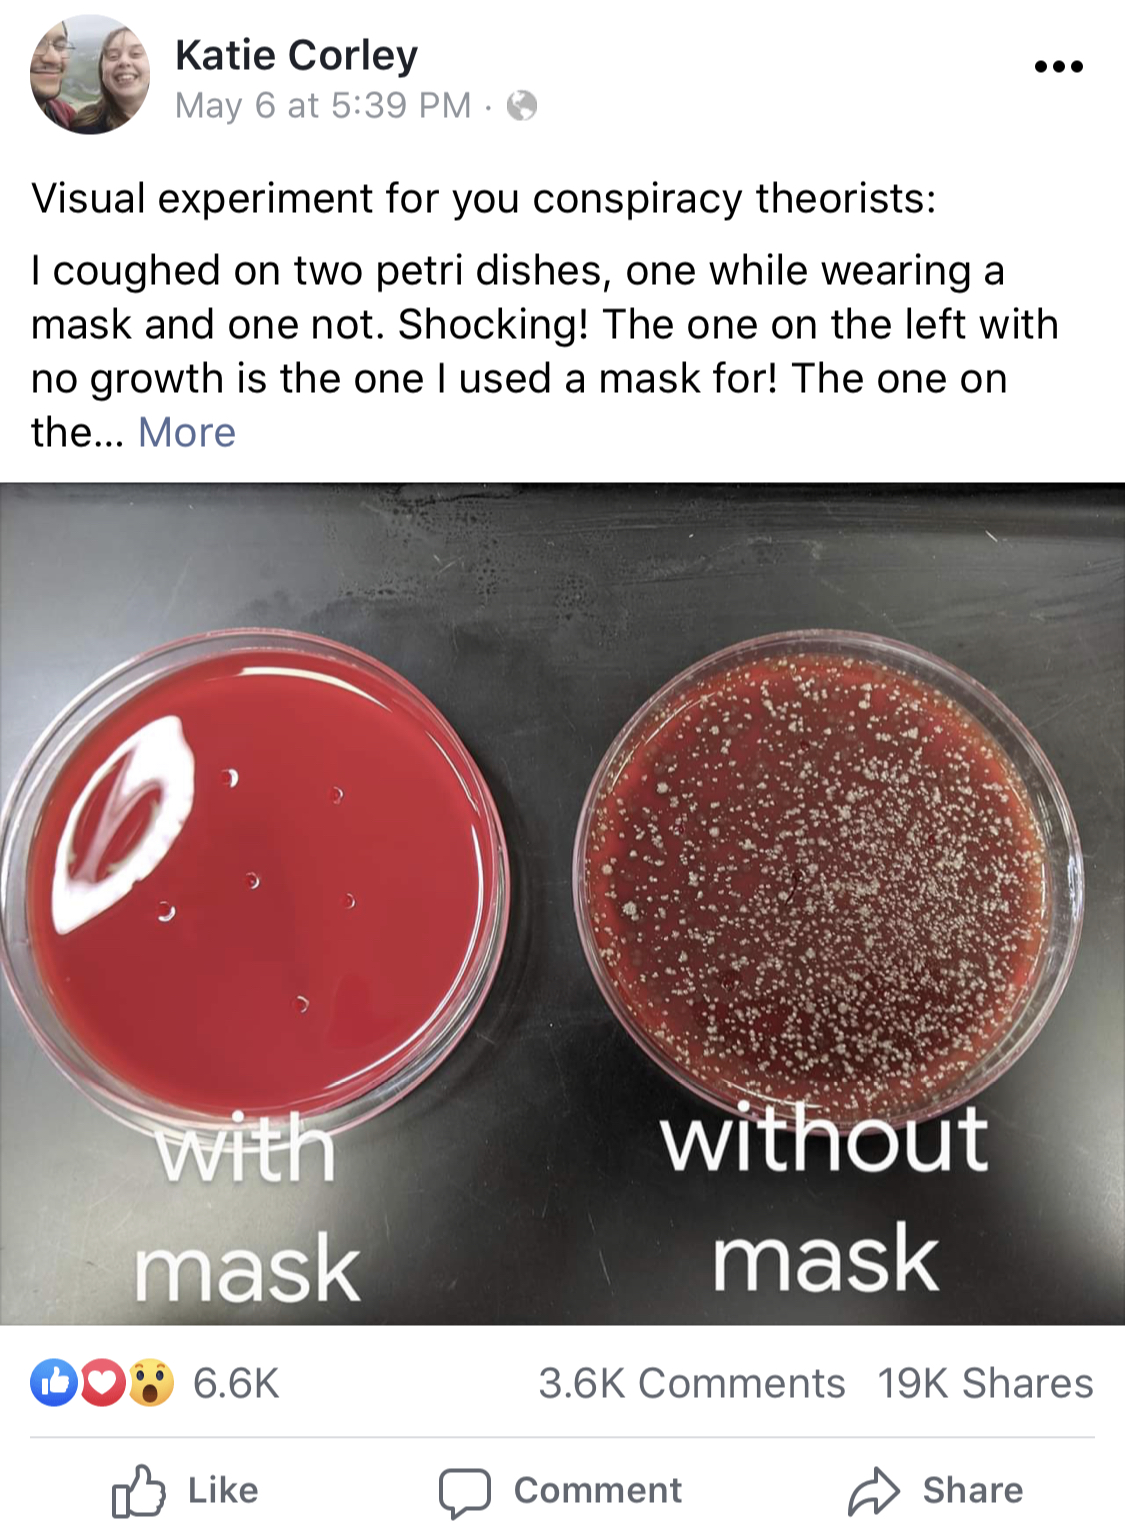 Katie Corley
May 6 at 5:39 PM ·
Visual experiment for you conspiracy theorists:
I coughed on two petri dishes, one while wearing a
mask and one not. Shocking! The one on the left with
no growth is the one I used a mask for! The one on
the... More
with
mask
without
mask
6.6K
3.6K Comments 19K Shares
Like
Comment
Share